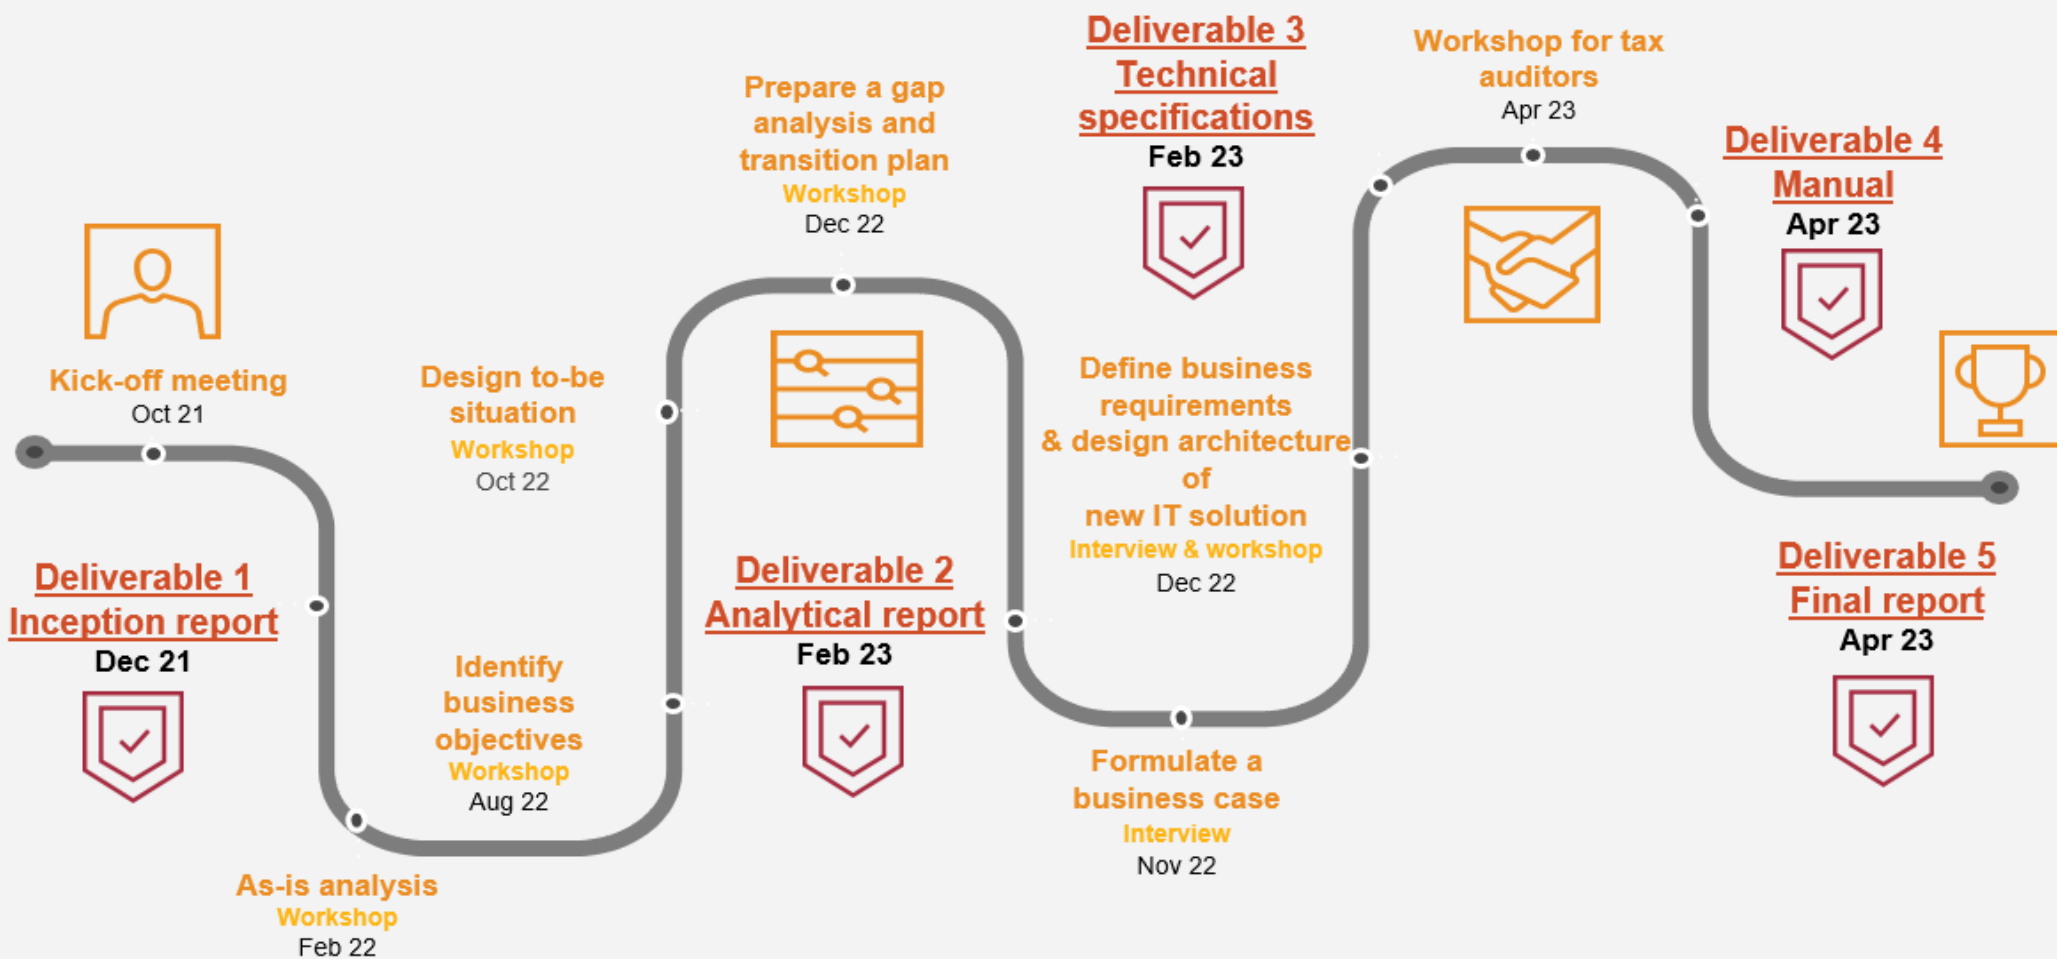 Kick-off meeting
Oct 21
Deliverable 1
Inception report
Dec 21
As-is analysis
Workshop
Feb 22
Identify
business
objectives
Workshop
Aug 22
Design to-be
situation
Workshop
Oct 22
Prepare a gap
analysis and
transition plan
Workshop
Dec 22
Deliverable 2
Analytical report
Feb 23
Formulate a
business case
Interview
Nov 22
Define business
requirements
& design architecture
of
new IT solution
Interview & workshop
Dec 22
Deliverable 3
Technical
specifications
Feb 23
Workshop for tax
auditors
Apr 23
Deliverable 4
Manual
Apr 23
Deliverable 5
Final report
Apr 23